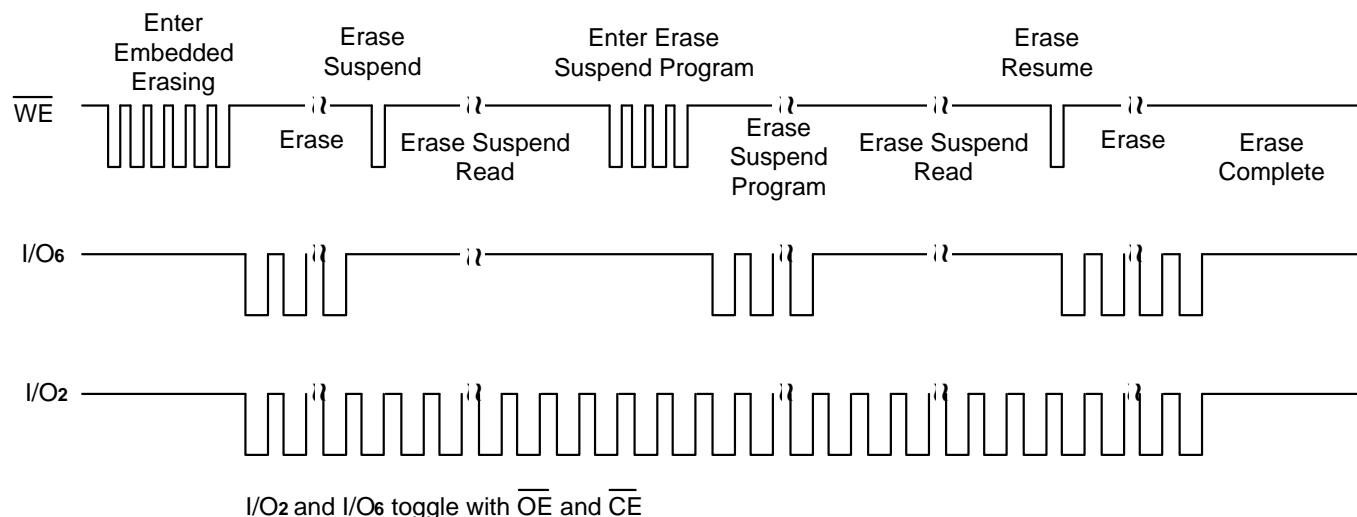 Enter
Embedded
Erasing
Erase
Suspend
Enter Erase
Suspend Program
Erase
Resume
WE
Erase
Erase Suspend
Read
Erase
Suspend
Program
Erase Suspend
Read
Erase
Erase
Complete
I/O6
I/O2
I/O2 and I/O6 toggle with OE and CE